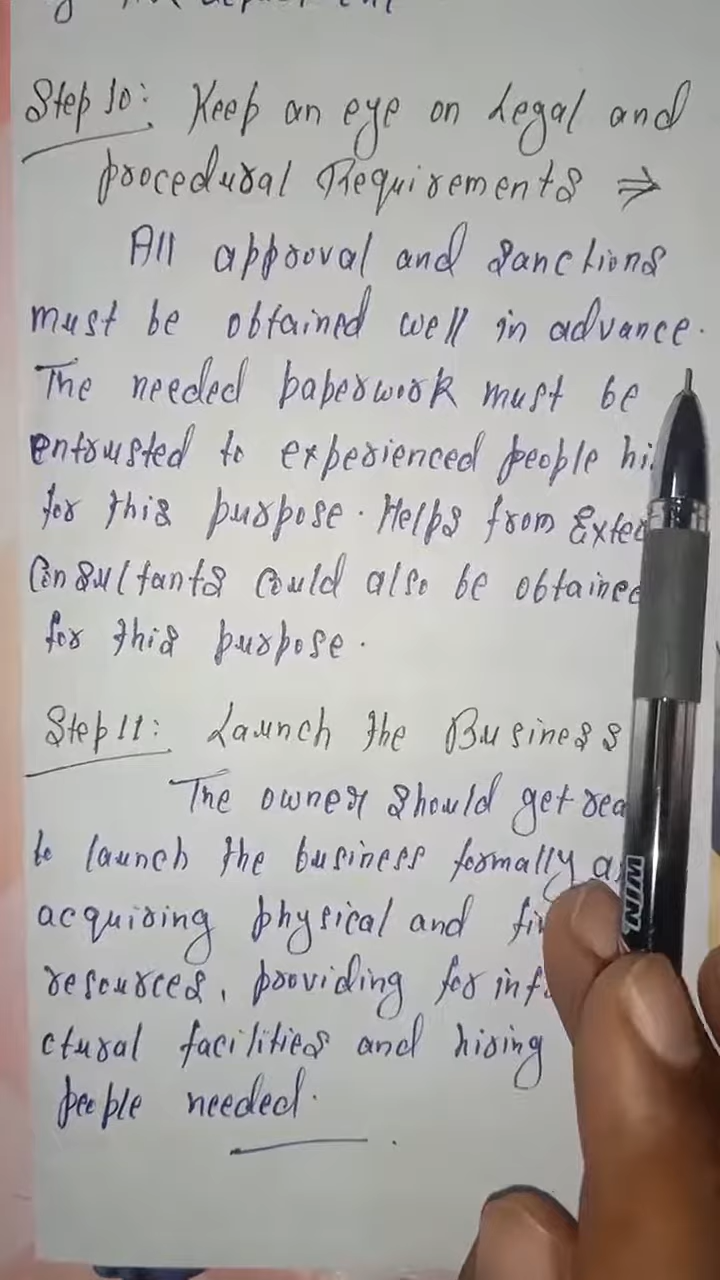 Step 10: Keep an eye on Legal and
procedural Requirements ⇒
All approval and Sanctions
must be obtained well in advance.
The needed paperwork must be
entrusted to experienced people
for this purpose. Helps from
Consultants Could also be obtained
for this purpose.
Step 11: Launch the Business
The owner Should get
to launch the business formally
acquiring physical and
resources, providing for
ctural facilities and hiring
people needed.
WIN